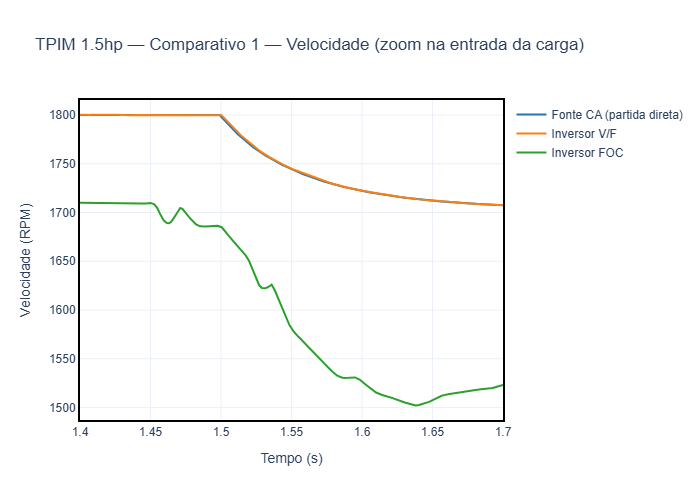 TPIM 1.5hp — Comparativo 1 — Velocidade (zoom na entrada da carga)
Fonte CA (partida direta)
Inversor V/F
Inversor FOC
Velocidade (RPM)
1800
1750
1700
1650
1600
1550
1500
1.4
1.45
1.5
1.55
1.6
1.65
1.7
Tempo (s)